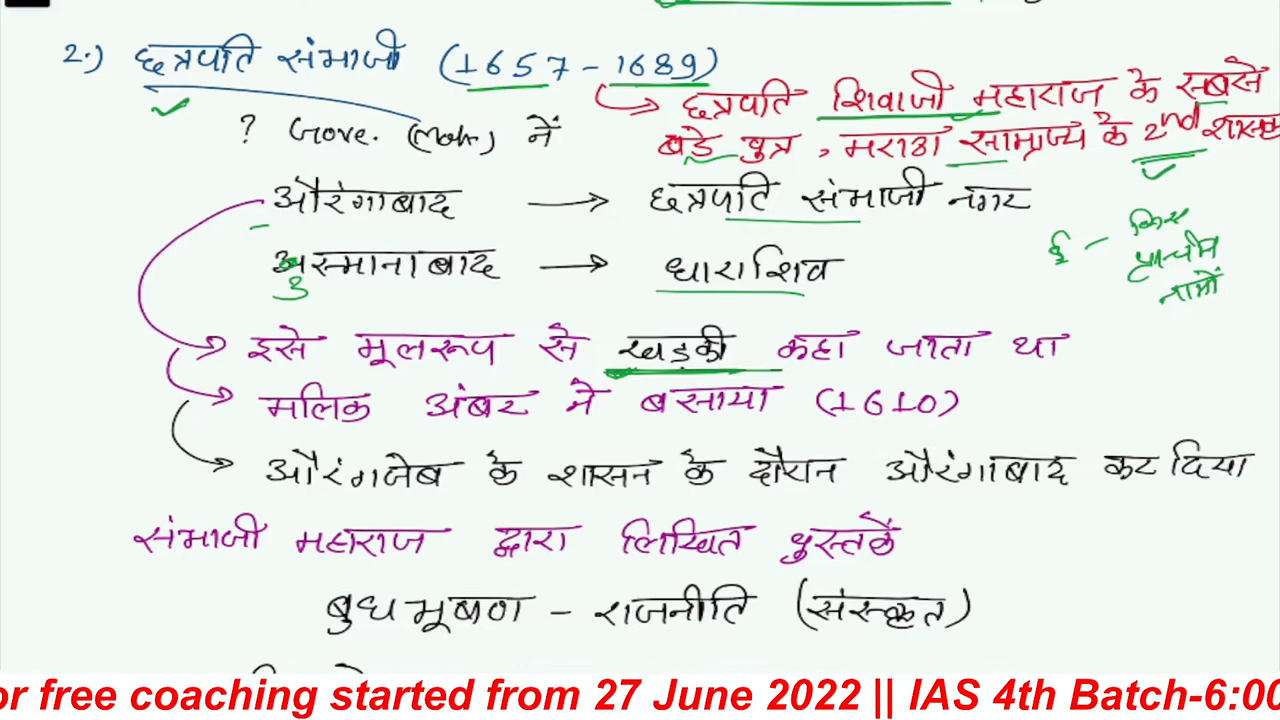 2.) छत्रपति संभाजी (1657-1689)
→ छत्रपति शिवाजी महाराज के सबसे
बडे पुत्र, मराठा साम्राज्य के 2nd शासक
? Gove. (Mah.) ने
औरंगाबाद → छत्रपति संभाजी नगर
उस्मानाबाद → धाराशिव
ई - किस
प्राचीन
नामों
→ इसे मूलरूप से खड़की कहा जाता था
→ मलिक अंबर ने बसाया (1610)
→ औरंगजेब के शासन के दौरान औरंगाबाद कर दिया
संभाजी महाराज द्वारा लिखित पुस्तकें
बुधभूषण - राजनीति (संस्कृत)
or free coaching started from 27 June 2022 || IAS 4th Batch-6:00